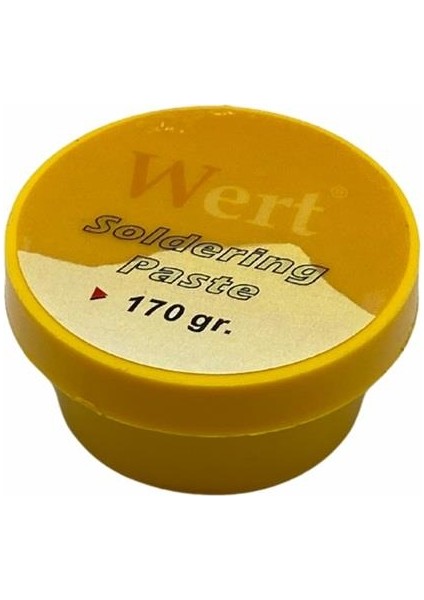 Wert®
Soldering
Paste
170 gr.